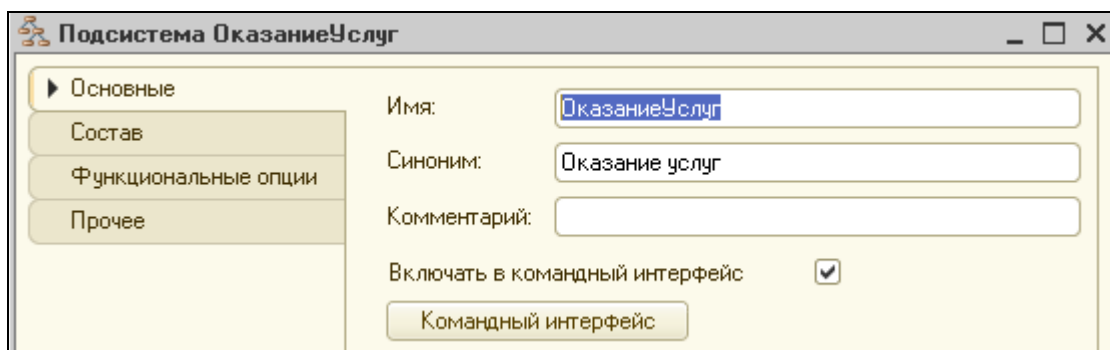 Подсистема ОказаниеУслуг
Основные
Состав
Функциональные опции
Прочее
Имя: ОказаниеУслуг
Синоним: Оказание услуг
Комментарий:
Включать в командный интерфейс
Командный интерфейс